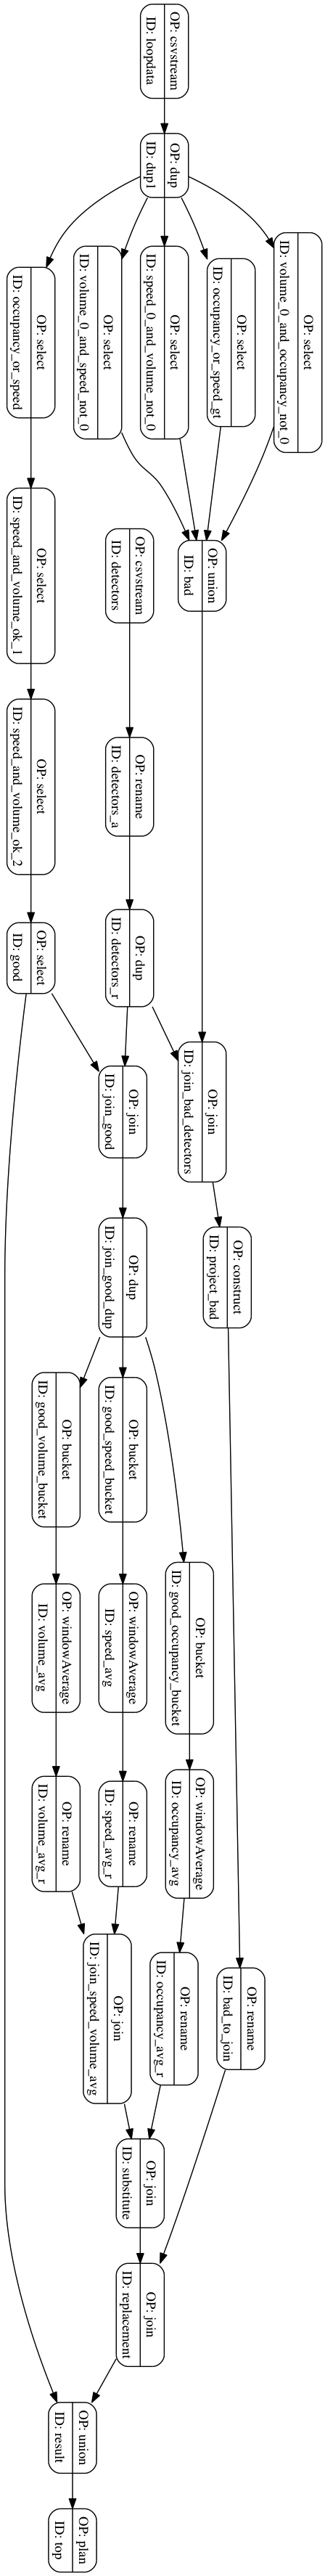 OP: csvstream
ID: loopdata
OP: dup
ID: dup1
OP: select
ID: volume_0_and_occupancy_not_0
OP: select
ID: occupancy_or_speed_gt
OP: select
ID: speed_0_and_volume_not_0
OP: select
ID: volume_0_and_speed_not_0
OP: select
ID: occupancy_or_speed
OP: union
ID: bad
OP: csvstream
ID: detectors
OP: select
ID: speed_and_volume_ok_1
OP: rename
ID: detectors_a
OP: select
ID: speed_and_volume_ok_2
OP: dup
ID: detectors_r
OP: select
ID: good
OP: join
ID: join_bad_detectors
OP: join
ID: join_good
OP: construct
ID: project_bad
OP: dup
ID: join_good_dup
OP: bucket
ID: good_occupancy_bucket
OP: bucket
ID: good_speed_bucket
OP: bucket
ID: good_volume_bucket
OP: windowAverage
ID: occupancy_avg
OP: windowAverage
ID: speed_avg
OP: windowAverage
ID: volume_avg
OP: rename
ID: bad_to_join
OP: rename
ID: occupancy_avg_r
OP: rename
ID: speed_avg_r
OP: rename
ID: volume_avg_r
OP: join
ID: join_speed_volume_avg
OP: join
ID: substitute
OP: join
ID: replacement
OP: union
ID: result
OP: plan
ID: top